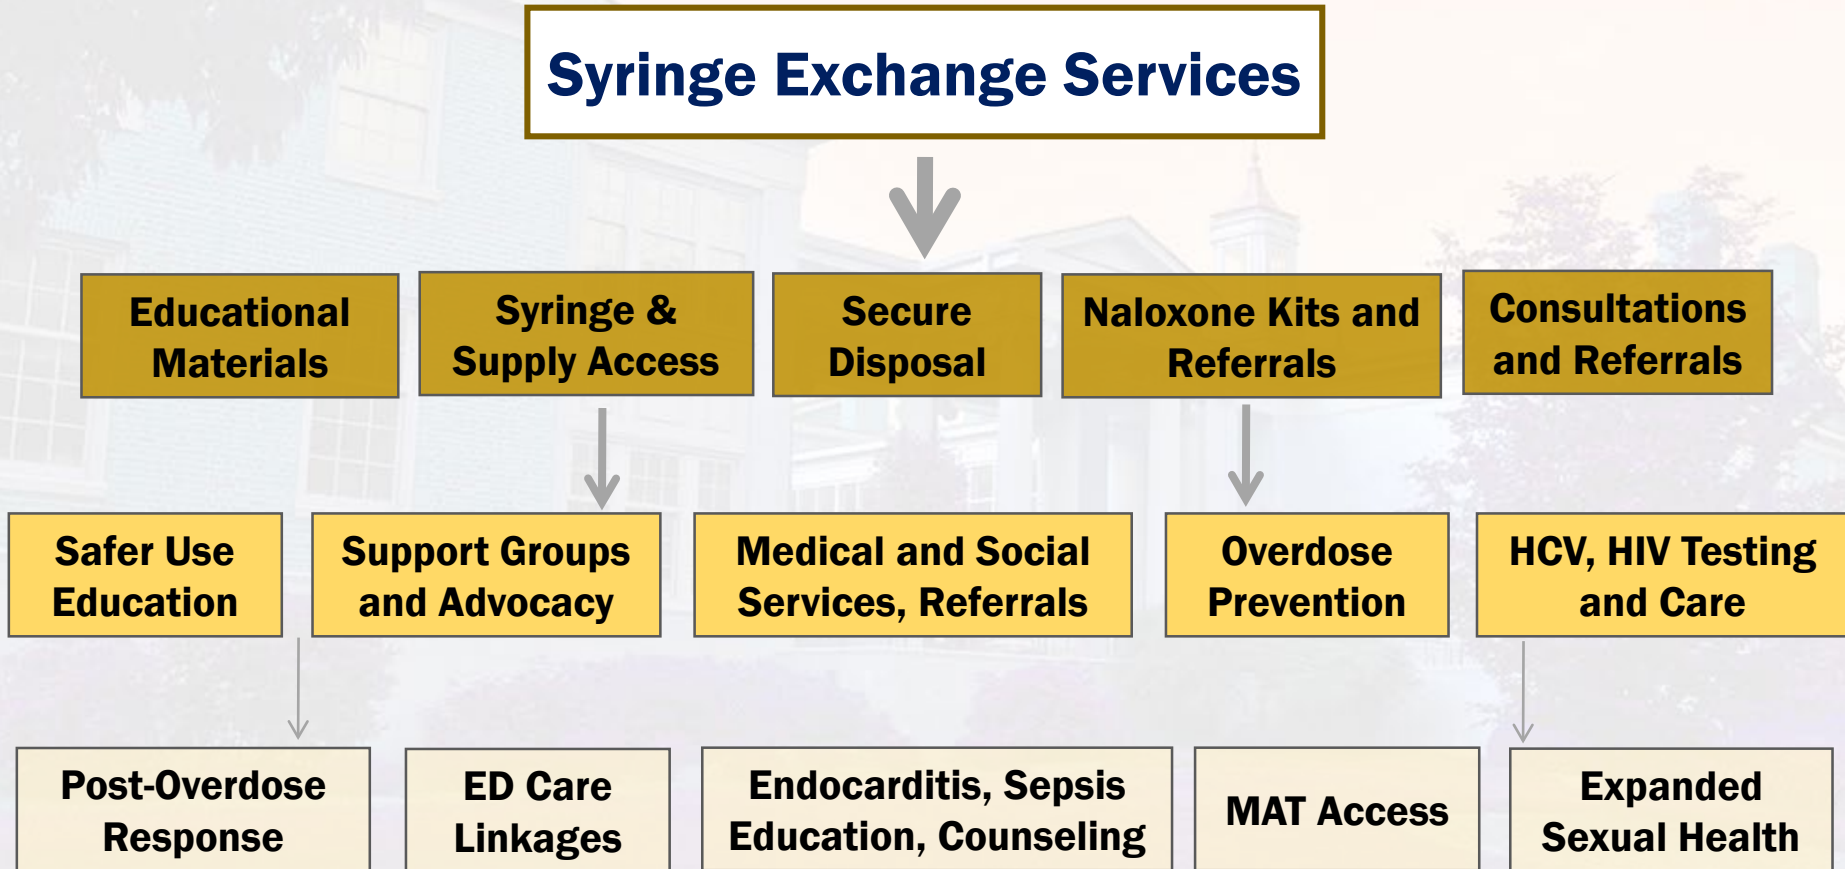 Syringe Exchange Services
Educational
Materials
Syringe &
Supply Access
Secure
Disposal
Naloxone Kits and
Referrals
Consultations
and Referrals
Safer Use
Education
Support Groups
and Advocacy
Medical and Social
Services, Referrals
Overdose
Prevention
HCV, HIV Testing
and Care
Post-Overdose
Response
ED Care
Linkages
Endocarditis, Sepsis
Education, Counseling
MAT Access
Expanded
Sexual Health